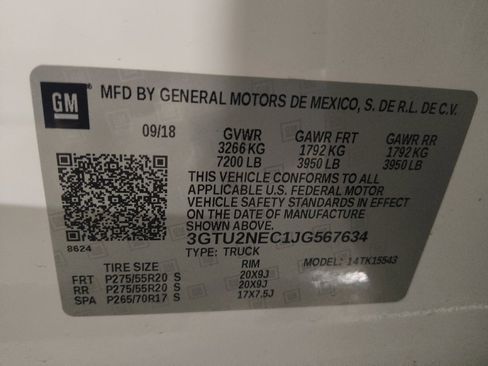 GM
MFD BY GENERAL MOTORS DE MEXICO, S. DE R.L. DE C.V.
09/18 GVWR GAWR FRT GAWR RR
3266 KG 1792 KG 1792 KG
7200 LB 3950 LB 3950 LB
THIS VEHICLE CONFORMS TO ALL
APPLICABLE U.S. FEDERAL MOTOR
VEHICLE SAFETY STANDARDS IN EFFECT
ON THE DATE OF MANUFACTURE
SHOWN ABOVE.
3GTU2NEC1JG567634
8624 TYPE: TRUCK MODEL: 14TK15543
TIRE SIZE RIM
FRT P275/55R20 S 20X9J
RR P275/55R20 S 20X9J
SPA P265/70R17 S 17X7.5J